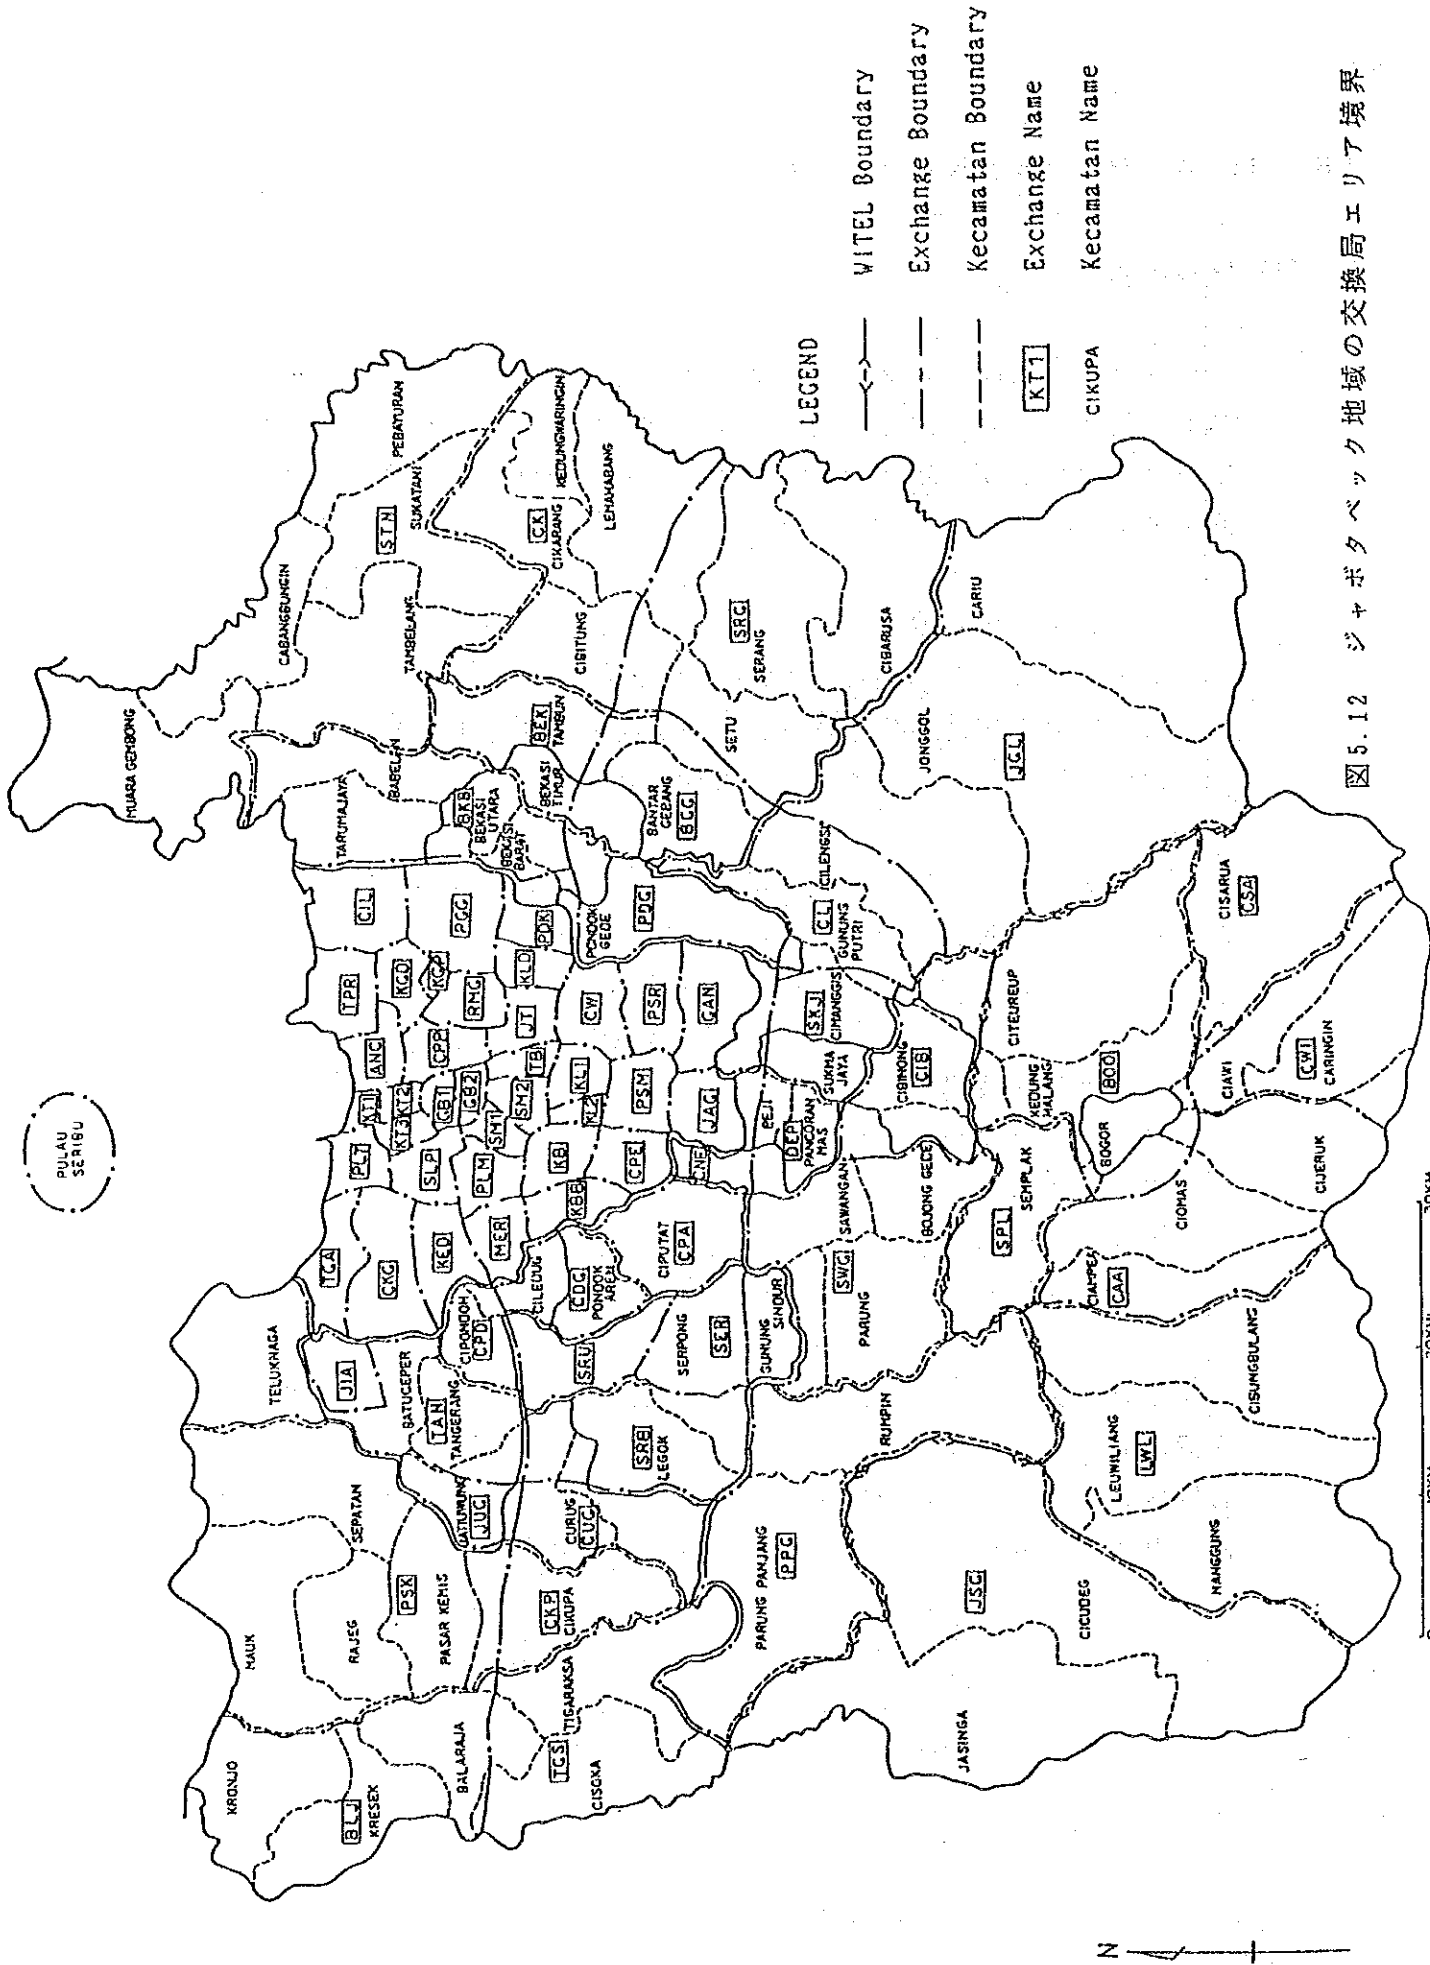 PULAU
SERIBU
MUARA GEMBONG
CABANGBUNGIN
PEBAYURAN
STN
SUKATANI
TAMBELANG
KEDUNGWARINGIN
CK
CIKARANG
LEMAHABANG
CIBITUNG
TARUMAJAYA
BABELAN
BKB
BEKASI
UTARA
BEKASI
BARAT
BEKASI
TIMUR
BEK
TAMBUN
SETU
SRG
SERANG
CIBARUSA
CARIU
BANTAR
GEBANG
BGG
JONGGOL
JGL
CILENGSI
CL
GUNUNG
PUTRI
CIL
PGG
PDK
PONDOK
GEDE
PDG
TPR
KGD
KGP
RMG
KLD
JT
CW
PSR
GAN
ANC
CPP
TB
KT1
KT2
KT3
GB1
GB2
SM1
SM2
KL1
KL2
PSM
JAG
PL7
SLP
PLM
KB
CPE
CNE
KBB
TGA
CKG
KED
MER
CILEDUG
CDG
PONDOK
AREN
CIPUTAT
CPA
SKJ
CIMANGGIS
SUKMA
JAYA
BEJI
DEP
PANCORAN
MAS
CIBINONG
CIB
CITEUREUP
SAWANGAN
BOJONG GEDE
SWG
PARUNG
KEDUNG
HALANG
BOO
BOGOR
SEMPLAK
SPL
CISARUA
CSA
CIAWI
CWI
CARINGIN
CIJERUK
CIOMAS
CIAMPEA
CAA
CISUNGBULANG
LEUWILIANG
LWL
NANGGUNG
TELUKNAGA
JIA
BATUCEPER
TAN
TANGERANG
CIPONDOH
CPD
SRU
SERPONG
SER
GUNUNG
SINDUR
RUMPIN
SRB
LEGOK
SEPATAN
JATIUWUNG
JUG
CURUG
CUG
MAUK
RAJEG
PSK
PASAR KEMIS
CKP
CIKUPA
PARUNG PANJANG
PPG
JSG
CICUDEG
JASINGA
KRONJO
BLJ
KRESEK
BALARAJA
TIGARAKSA
TGS
CISOKA
N
LEGEND
WITEL Boundary
Exchange Boundary
Kecamatan Boundary
KT1 Exchange Name
CIKUPA Kecamatan Name
図5.12 ジャボタベック地域の交換局エリア境界